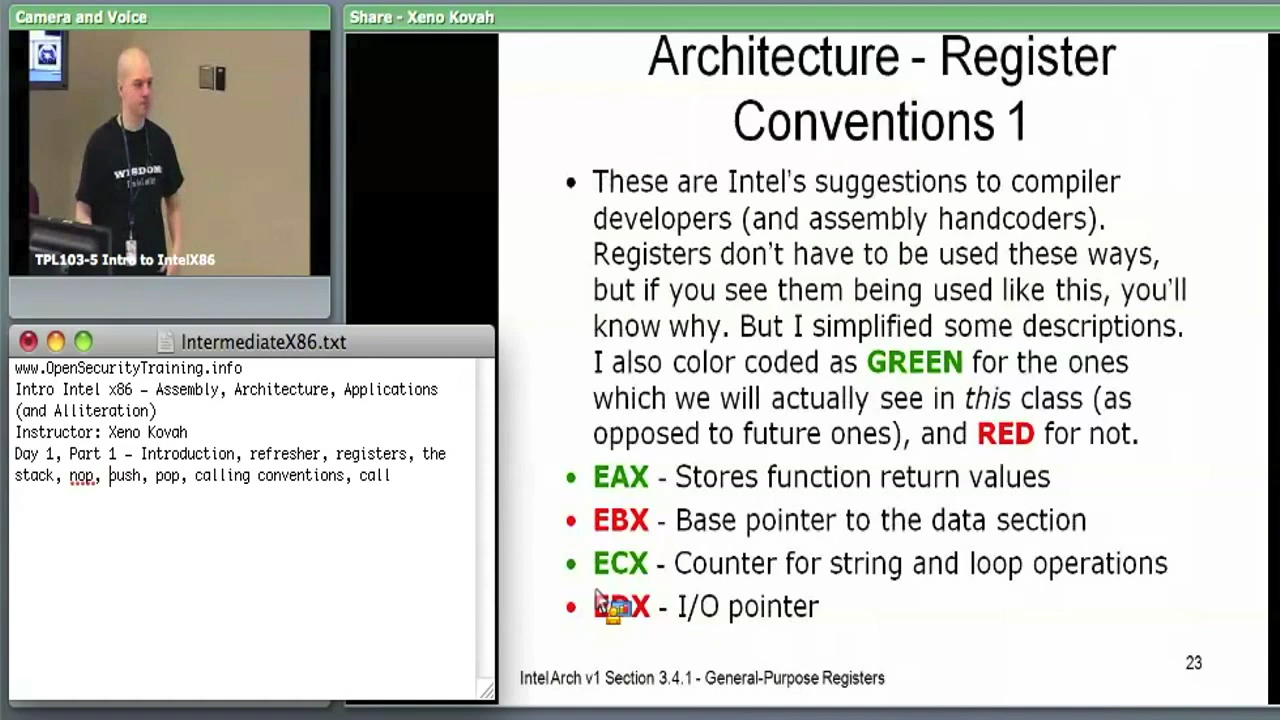 Camera and Voice
Share - Xeno Kovah
WISDOM
TPL103-5 Intro to IntelX86
IntermediateX86.txt
www.OpenSecurityTraining.info
Intro Intel x86 – Assembly, Architecture, Applications
(and Alliteration)
Instructor: Xeno Kovah
Day 1, Part 1 – Introduction, refresher, registers, the
stack, nop, push, pop, calling conventions, call
Architecture - Register
Conventions 1
• These are Intel's suggestions to compiler
developers (and assembly handcoders).
Registers don't have to be used these ways,
but if you see them being used like this, you'll
know why. But I simplified some descriptions.
I also color coded as GREEN for the ones
which we will actually see in this class (as
opposed to future ones), and RED for not.
• EAX - Stores function return values
• EBX - Base pointer to the data section
• ECX - Counter for string and loop operations
• EDX - I/O pointer
23
Intel Arch v1 Section 3.4.1 - General-Purpose Registers